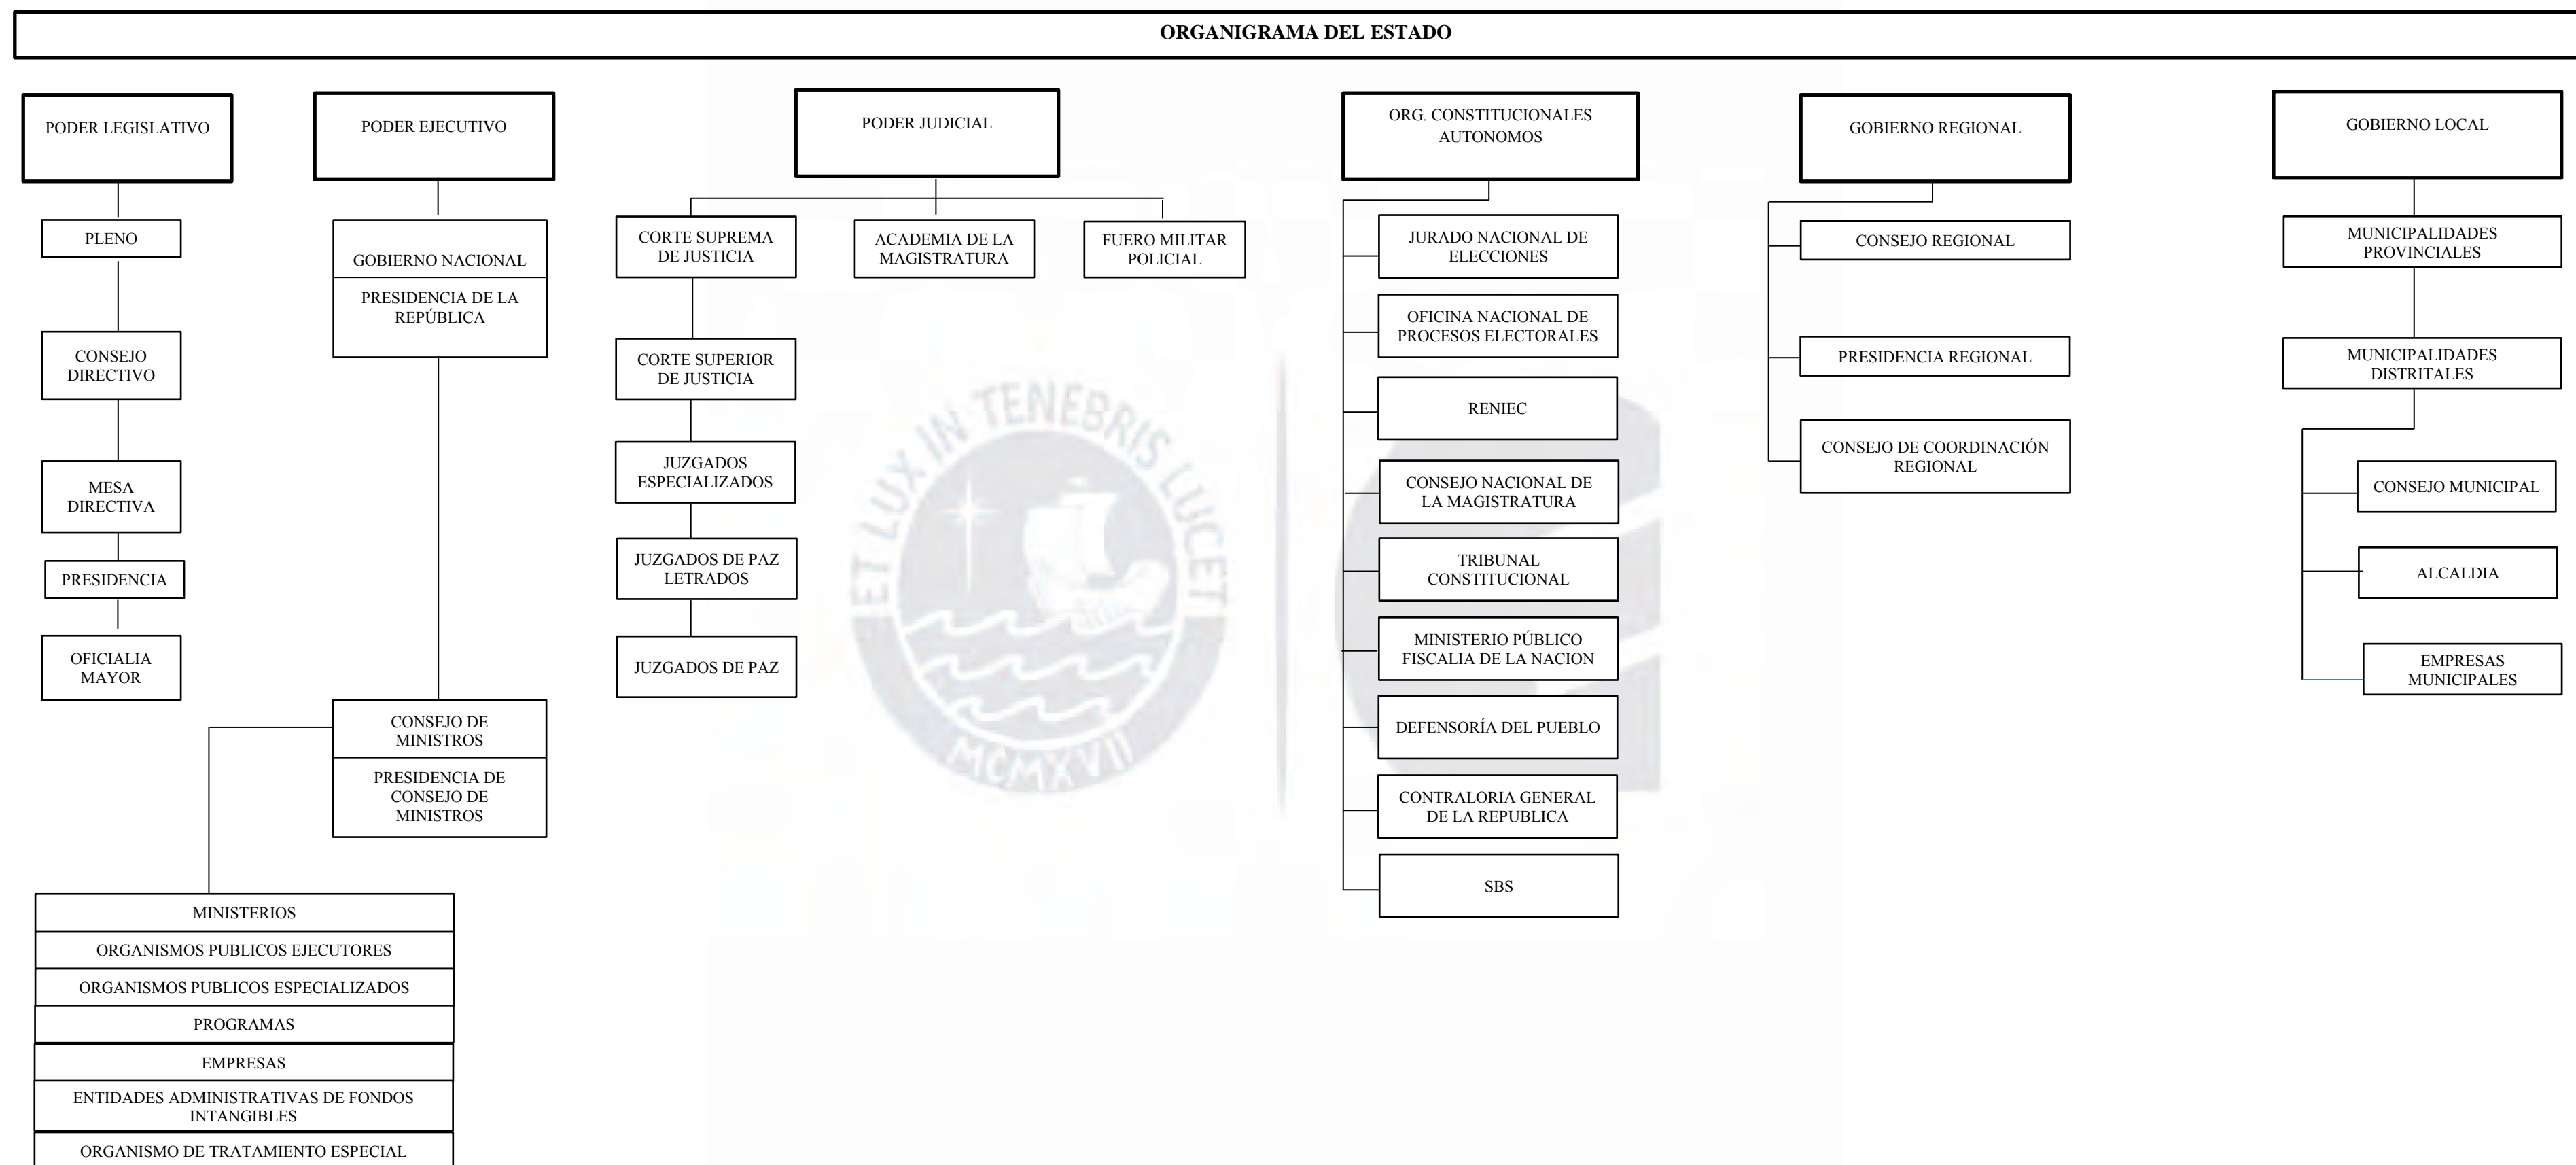 ORGANIGRAMA DEL ESTADO
PODER LEGISLATIVO
PLENO
CONSEJO
DIRECTIVO
MESA
DIRECTIVA
PRESIDENCIA
OFICIALIA
MAYOR
PODER EJECUTIVO
GOBIERNO NACIONAL
PRESIDENCIA DE LA
REPÚBLICA
CONSEJO DE
MINISTROS
PRESIDENCIA DE
CONSEJO DE
MINISTROS
MINISTERIOS
ORGANISMOS PUBLICOS EJECUTORES
ORGANISMOS PUBLICOS ESPECIALIZADOS
PROGRAMAS
EMPRESAS
ENTIDADES ADMINISTRATIVAS DE FONDOS
INTANGIBLES
ORGANISMO DE TRATAMIENTO ESPECIAL
PODER JUDICIAL
CORTE SUPREMA
DE JUSTICIA
ACADEMIA DE LA
MAGISTRATURA
FUERO MILITAR
POLICIAL
CORTE SUPERIOR
DE JUSTICIA
JUZGADOS
ESPECIALIZADOS
JUZGADOS DE PAZ
LETRADOS
JUZGADOS DE PAZ
ET LUX IN TENEBRIS LUCET
MCMXVII
ORG. CONSTITUCIONALES
AUTONOMOS
JURADO NACIONAL DE
ELECCIONES
OFICINA NACIONAL DE
PROCESOS ELECTORALES
RENIEC
CONSEJO NACIONAL DE
LA MAGISTRATURA
TRIBUNAL
CONSTITUCIONAL
MINISTERIO PÚBLICO
FISCALIA DE LA NACION
DEFENSORÍA DEL PUEBLO
CONTRALORIA GENERAL
DE LA REPUBLICA
SBS
GOBIERNO REGIONAL
CONSEJO REGIONAL
PRESIDENCIA REGIONAL
CONSEJO DE COORDINACIÓN
REGIONAL
GOBIERNO LOCAL
MUNICIPALIDADES
PROVINCIALES
MUNICIPALIDADES
DISTRITALES
CONSEJO MUNICIPAL
ALCALDIA
EMPRESAS
MUNICIPALES